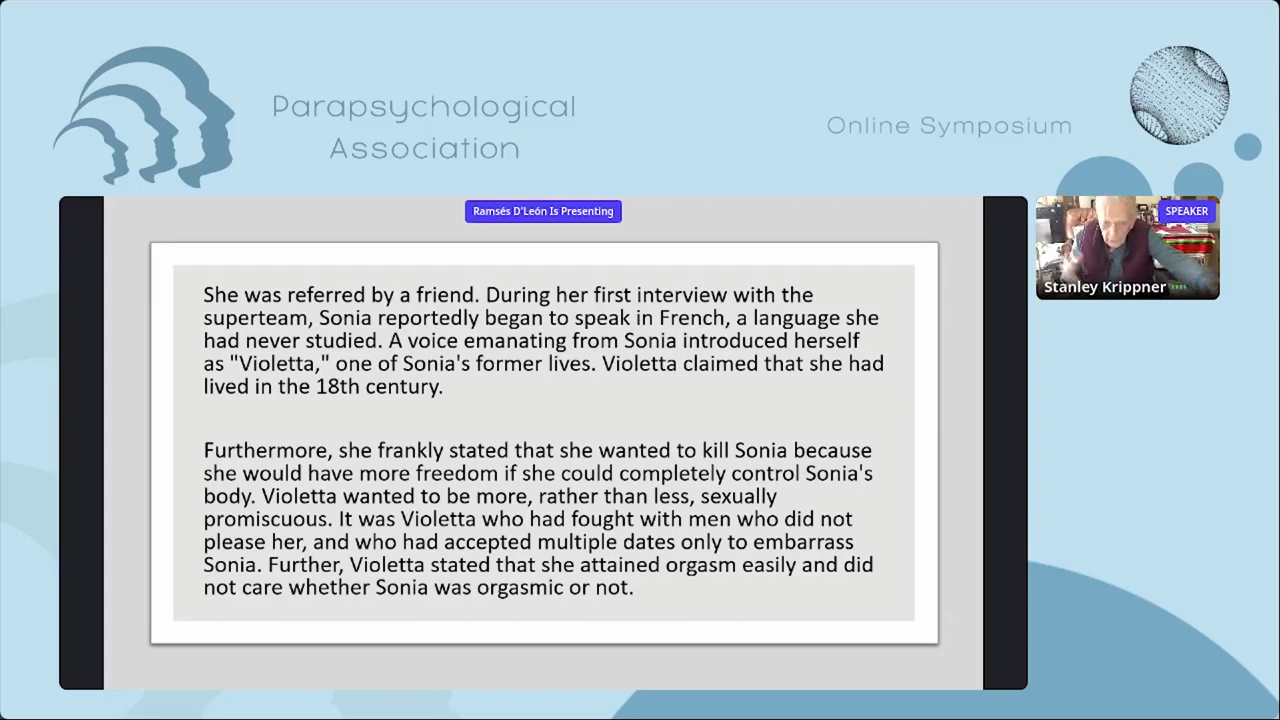 Parapsychological
Association
Online Symposium
Ramsés D'León Is Presenting
SPEAKER
Stanley Krippner
She was referred by a friend. During her first interview with the
superteam, Sonia reportedly began to speak in French, a language she
had never studied. A voice emanating from Sonia introduced herself
as "Violetta," one of Sonia's former lives. Violetta claimed that she had
lived in the 18th century.
Furthermore, she frankly stated that she wanted to kill Sonia because
she would have more freedom if she could completely control Sonia's
body. Violetta wanted to be more, rather than less, sexually
promiscuous. It was Violetta who had fought with men who did not
please her, and who had accepted multiple dates only to embarrass
Sonia. Further, Violetta stated that she attained orgasm easily and did
not care whether Sonia was orgasmic or not.